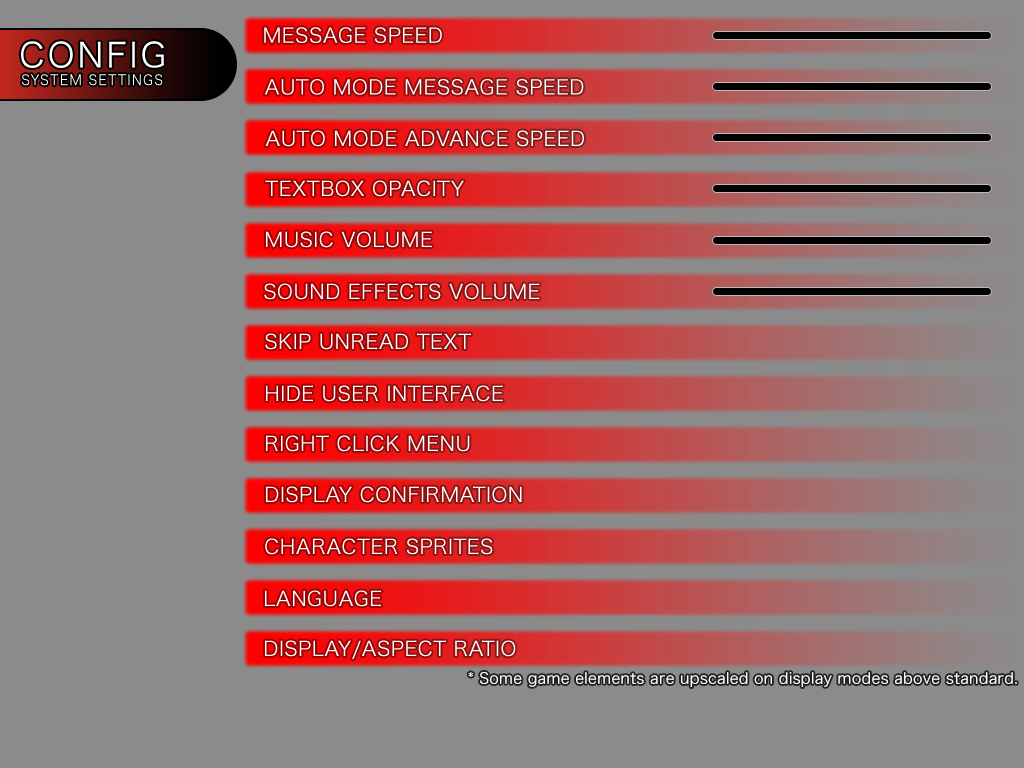 CONFIG
SYSTEM SETTINGS
MESSAGE SPEED
AUTO MODE MESSAGE SPEED
AUTO MODE ADVANCE SPEED
TEXTBOX OPACITY
MUSIC VOLUME
SOUND EFFECTS VOLUME
SKIP UNREAD TEXT
HIDE USER INTERFACE
RIGHT CLICK MENU
DISPLAY CONFIRMATION
CHARACTER SPRITES
LANGUAGE
DISPLAY/ASPECT RATIO
* Some game elements are upscaled on display modes above standard.